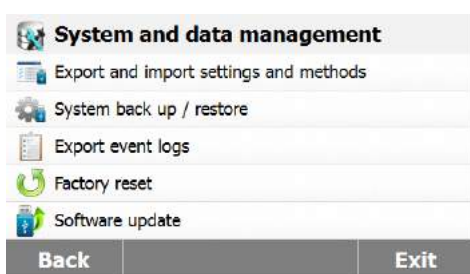 System and data management
Export and import settings and methods
System back up / restore
Export event logs
Factory reset
Software update
Back
Exit